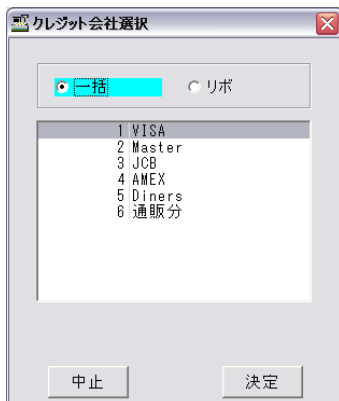 クレジット会社選択
一括 リボ
1 VISA
2 Master
3 JCB
4 AMEX
5 Diners
6 通販分
中止 決定